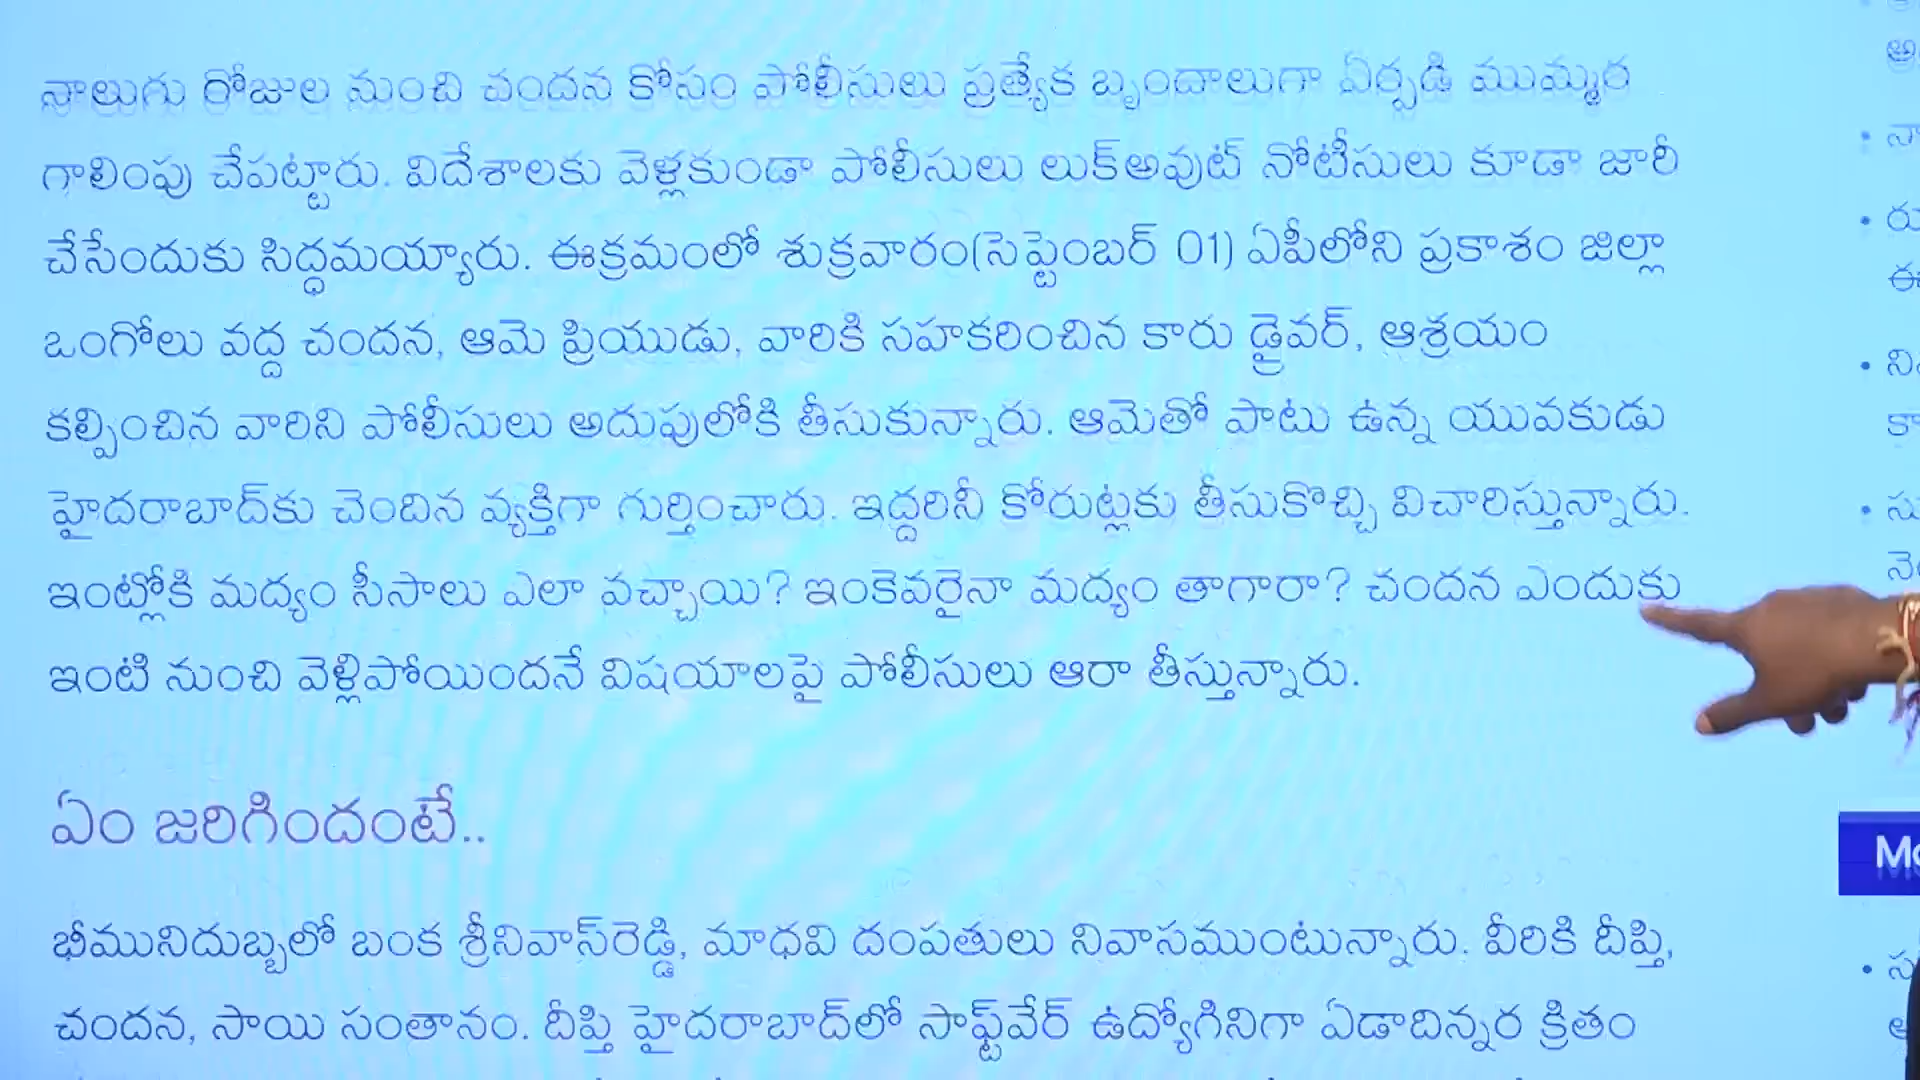 నాలుగు రోజుల నుంచి చందన కోసం పోలీసులు ప్రత్యేక బృందాలుగా ఏర్పడి ముమ్మర
గాలింపు చేపట్టారు. విదేశాలకు వెళ్లకుండా పోలీసులు లుక్‌అవుట్ నోటీసులు కూడా జారీ
చేసేందుకు సిద్ధమయ్యారు. ఈక్రమంలో శుక్రవారం(సెప్టెంబర్ 01) ఏపీలోని ప్రకాశం జిల్లా
ఒంగోలు వద్ద చందన, ఆమె ప్రియుడు, వారికి సహకరించిన కారు డ్రైవర్, ఆశ్రయం
కల్పించిన వారిని పోలీసులు అదుపులోకి తీసుకున్నారు. ఆమెతో పాటు ఉన్న యువకుడు
హైదరాబాద్‌కు చెందిన వ్యక్తిగా గుర్తించారు. ఇద్దరినీ కోరుట్లకు తీసుకొచ్చి విచారిస్తున్నారు.
ఇంట్లోకి మద్యం సీసాలు ఎలా వచ్చాయి? ఇంకెవరైనా మద్యం తాగారా? చందన ఎందుకు
ఇంటి నుంచి వెళ్లిపోయిందనే విషయాలపై పోలీసులు ఆరా తీస్తున్నారు.
ఏం జరిగిందంటే..
భీమునిదుబ్బలో బంక శ్రీనివాస్‌రెడ్డి, మాధవి దంపతులు నివాసముంటున్నారు. వీరికి దీప్తి,
చందన, సాయి సంతానం. దీప్తి హైదరాబాద్‌లో సాఫ్ట్‌వేర్ ఉద్యోగినిగా ఏడాదిన్నర క్రితం